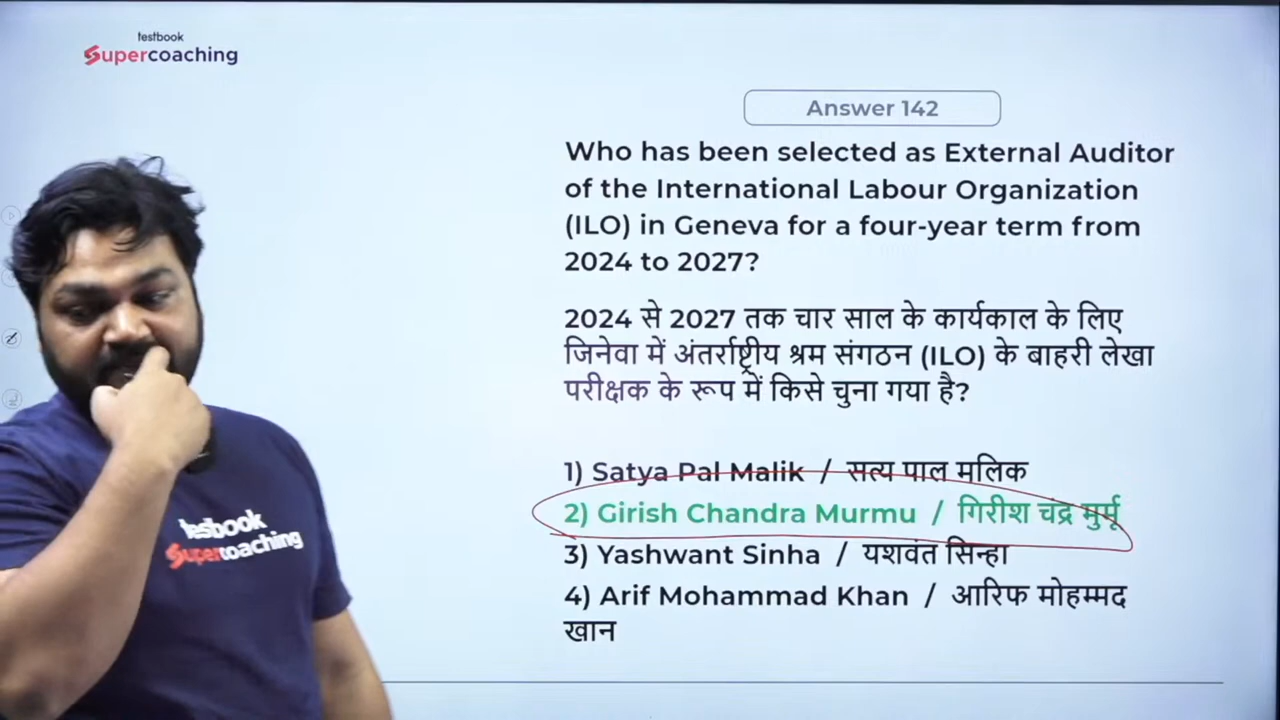 testbook
Supercoaching
Answer 142
Who has been selected as External Auditor
of the International Labour Organization
(ILO) in Geneva for a four-year term from
2024 to 2027?
2024 से 2027 तक चार साल के कार्यकाल के लिए
जिनेवा में अंतर्राष्ट्रीय श्रम संगठन (ILO) के बाहरी लेखा
परीक्षक के रूप में किसे चुना गया है?
1) Satya Pal Malik / सत्य पाल मलिक
2) Girish Chandra Murmu / गिरीश चंद्र मुर्मू
3) Yashwant Sinha / यशवंत सिन्हा
4) Arif Mohammad Khan / आरिफ मोहम्मद
खान
testbook
Supercoaching